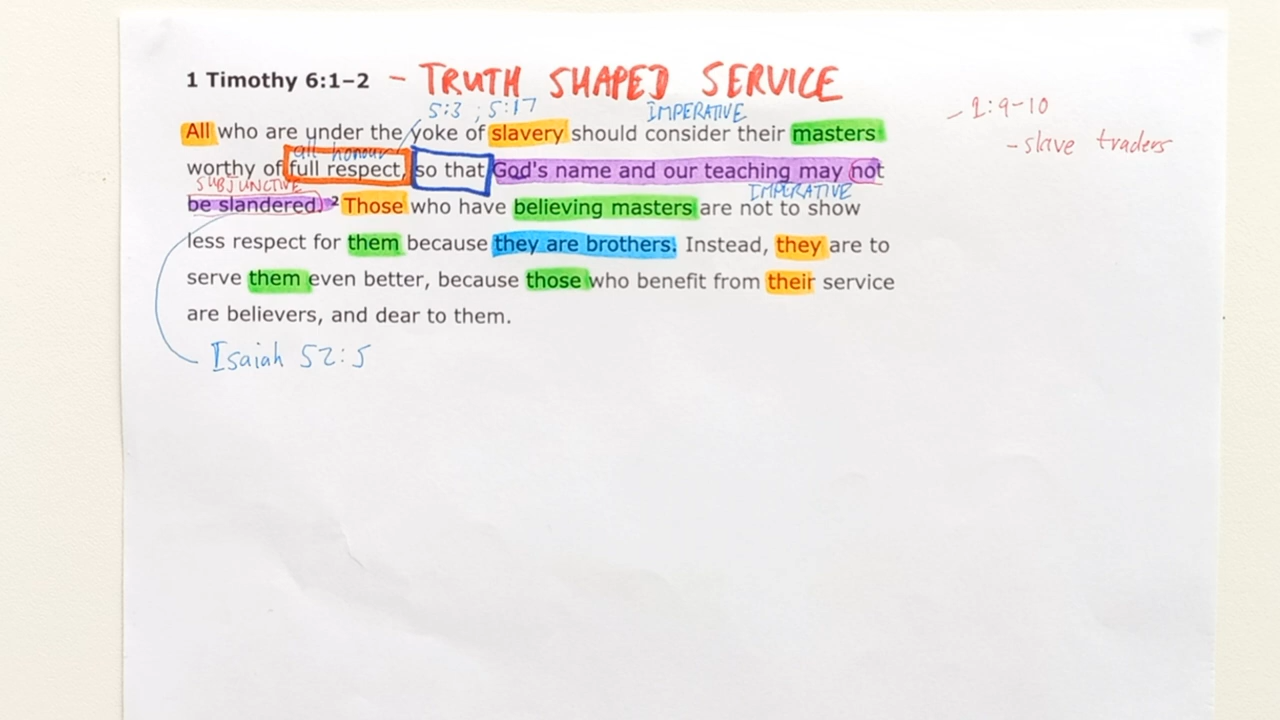 1 Timothy 6:1–2 - TRUTH SHAPED SERVICE
5:3 ; 5:17 IMPERATIVE
- 1:9-10
All who are under the yoke of slavery should consider their masters
- slave traders
all honour
worthy of full respect, so that God's name and our teaching may not
SUBJUNCTIVE IMPERATIVE
be slandered. 2 Those who have believing masters are not to show
less respect for them because they are brothers. Instead, they are to
serve them even better, because those who benefit from their service
are believers, and dear to them.
Isaiah 52:5